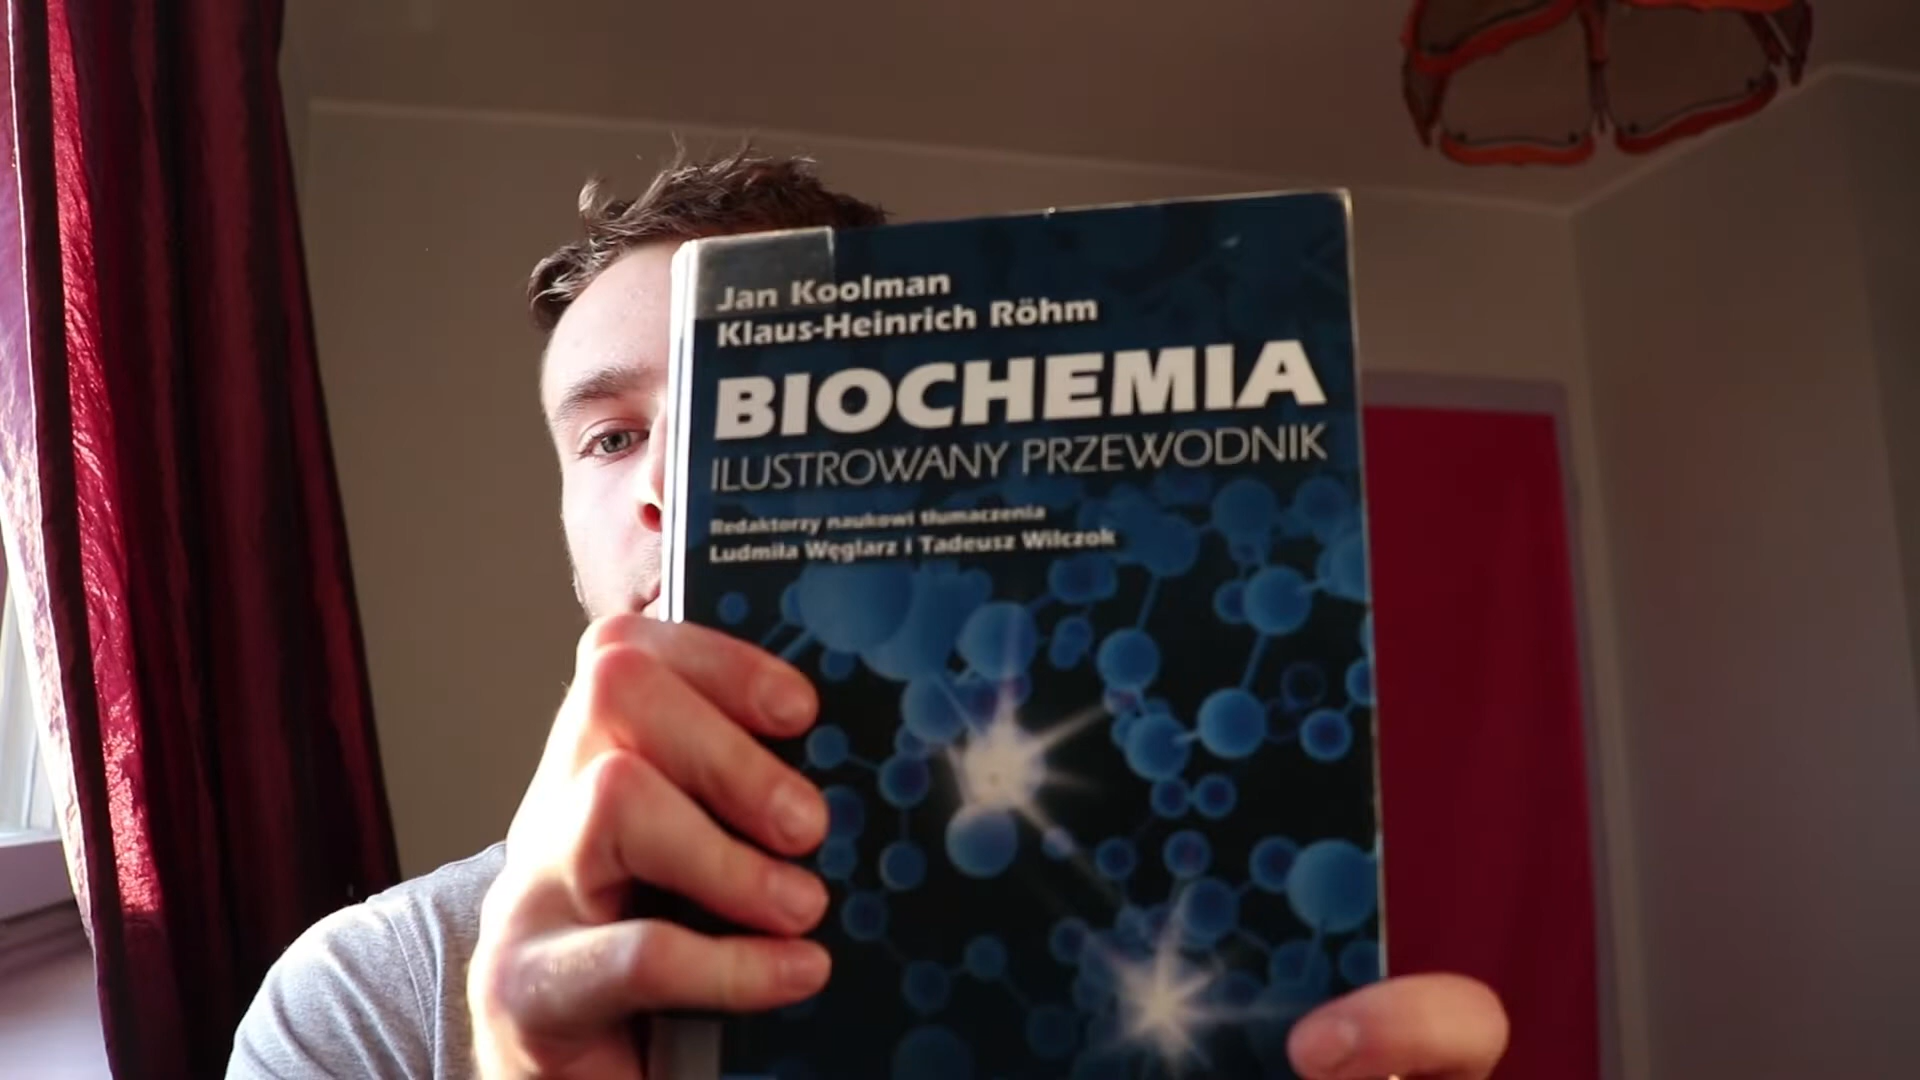 Jan Koolman
Klaus-Heinrich Röhm
BIOCHEMIA
ILUSTROWANY PRZEWODNIK
Redaktorzy naukowi tłumaczenia
Ludmiła Węglarz i Tadeusz Wilczok